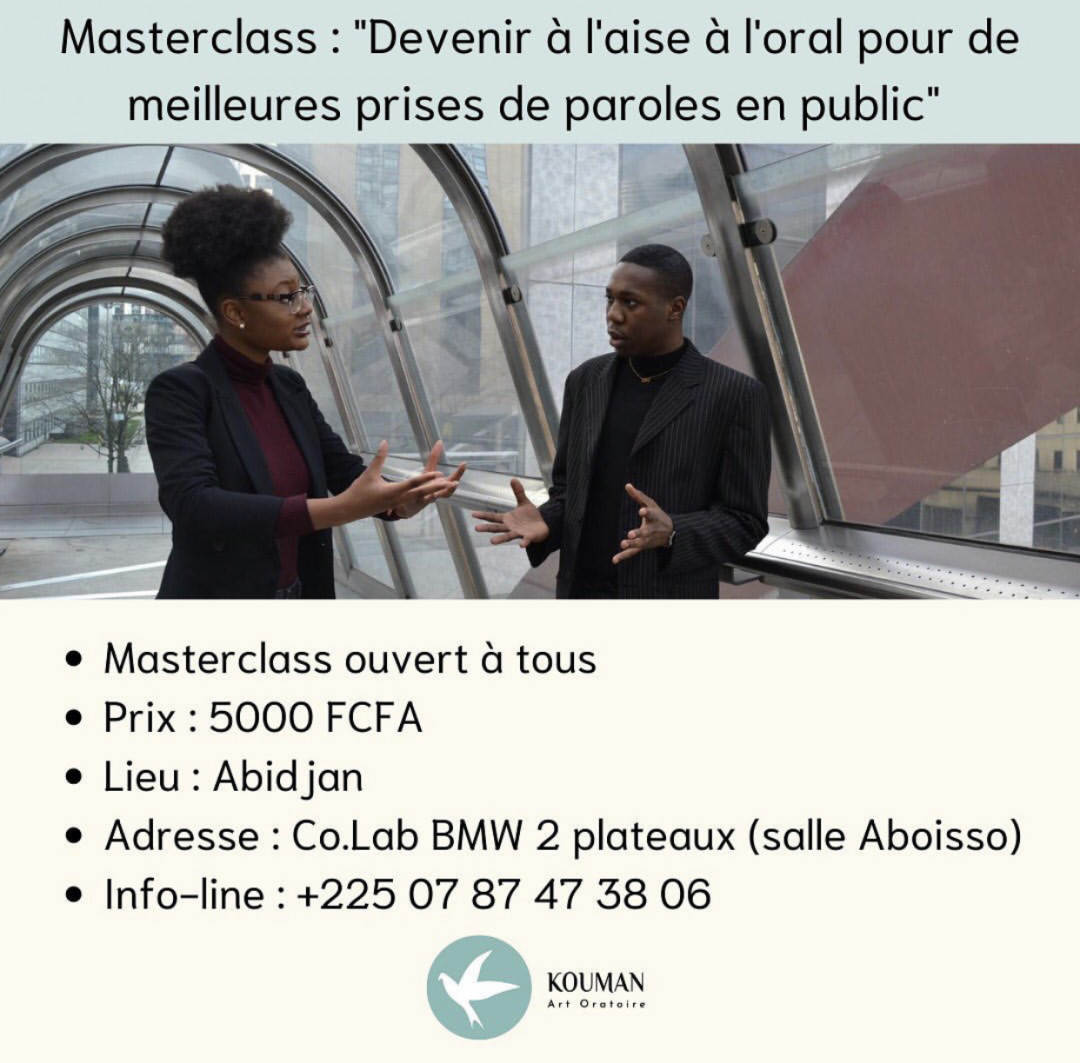 Masterclass : "Devenir à l'aise à l'oral pour de
meilleures prises de paroles en public"
• Masterclass ouvert à tous
• Prix : 5000 FCFA
• Lieu : Abidjan
• Adresse : Co.Lab BMW 2 plateaux (salle Aboisso)
• Info-line : +225 07 87 47 38 06
KOUMAN
Art Oratoire